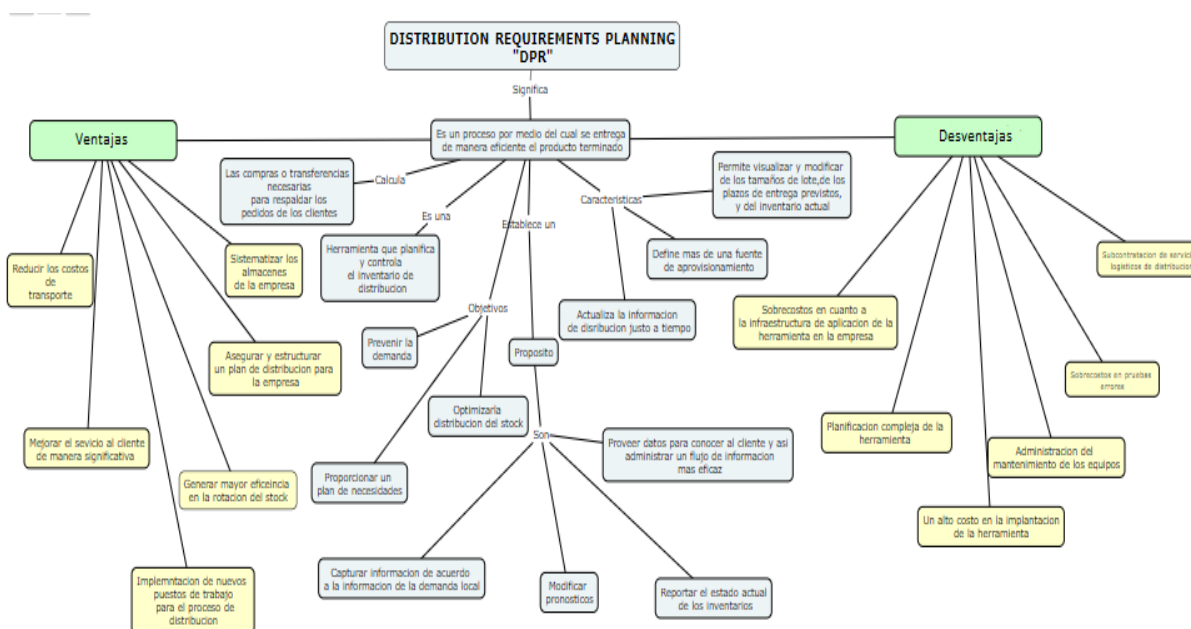 DISTRIBUTION REQUIREMENTS PLANNING
"DPR"
Significa
Es un proceso por medio del cual se entrega
de manera eficiente el producto terminado
Ventajas
Desventajas
Las compras o transferencias
necesarias
para respaldar los
pedidos de los clientes
Calcula
Es una
Herramienta que planifica
y controla
el inventario de
distribucion
Establece un
Caracteristicas
Permite visualizar y modificar
de los tamaños de lote,de los
plazos de entrega previstos,
y del inventario actual
Define mas de una fuente
de aprovisionamiento
Actualiza la informacion
de disribucion justo a tiempo
Objetivos
Prevenir la
demanda
Optimizarla
distribucion del stock
Proporcionar un
plan de necesidades
Proposito
Son
Proveer datos para conocer al cliente y asi
administrar un flujo de informacion
mas eficaz
Capturar informacion de acuerdo
a la informacion de la demanda local
Modificar
pronosticos
Reportar el estado actual
de los inventarios
Reducir los costos
de
transporte
Sistematizar los
almacenes
de la empresa
Asegurar y estructurar
un plan de distribucion para
la empresa
Mejorar el sevicio al cliente
de manera significativa
Generar mayor eficeincia
en la rotacion del stock
Implemntacion de nuevos
puestos de trabajo
para el proceso de
distribucion
Subcontratacion de servici
logisticos de distribucion
Sobrecostos en cuanto a
la infraestructura de aplicacion de la
herramienta en la empresa
Sobrecostos en pruebas
errores
Planificacion compleja de la
herramienta
Administracion del
mantenimiento de los equipos
Un alto costo en la implantacion
de la herramienta